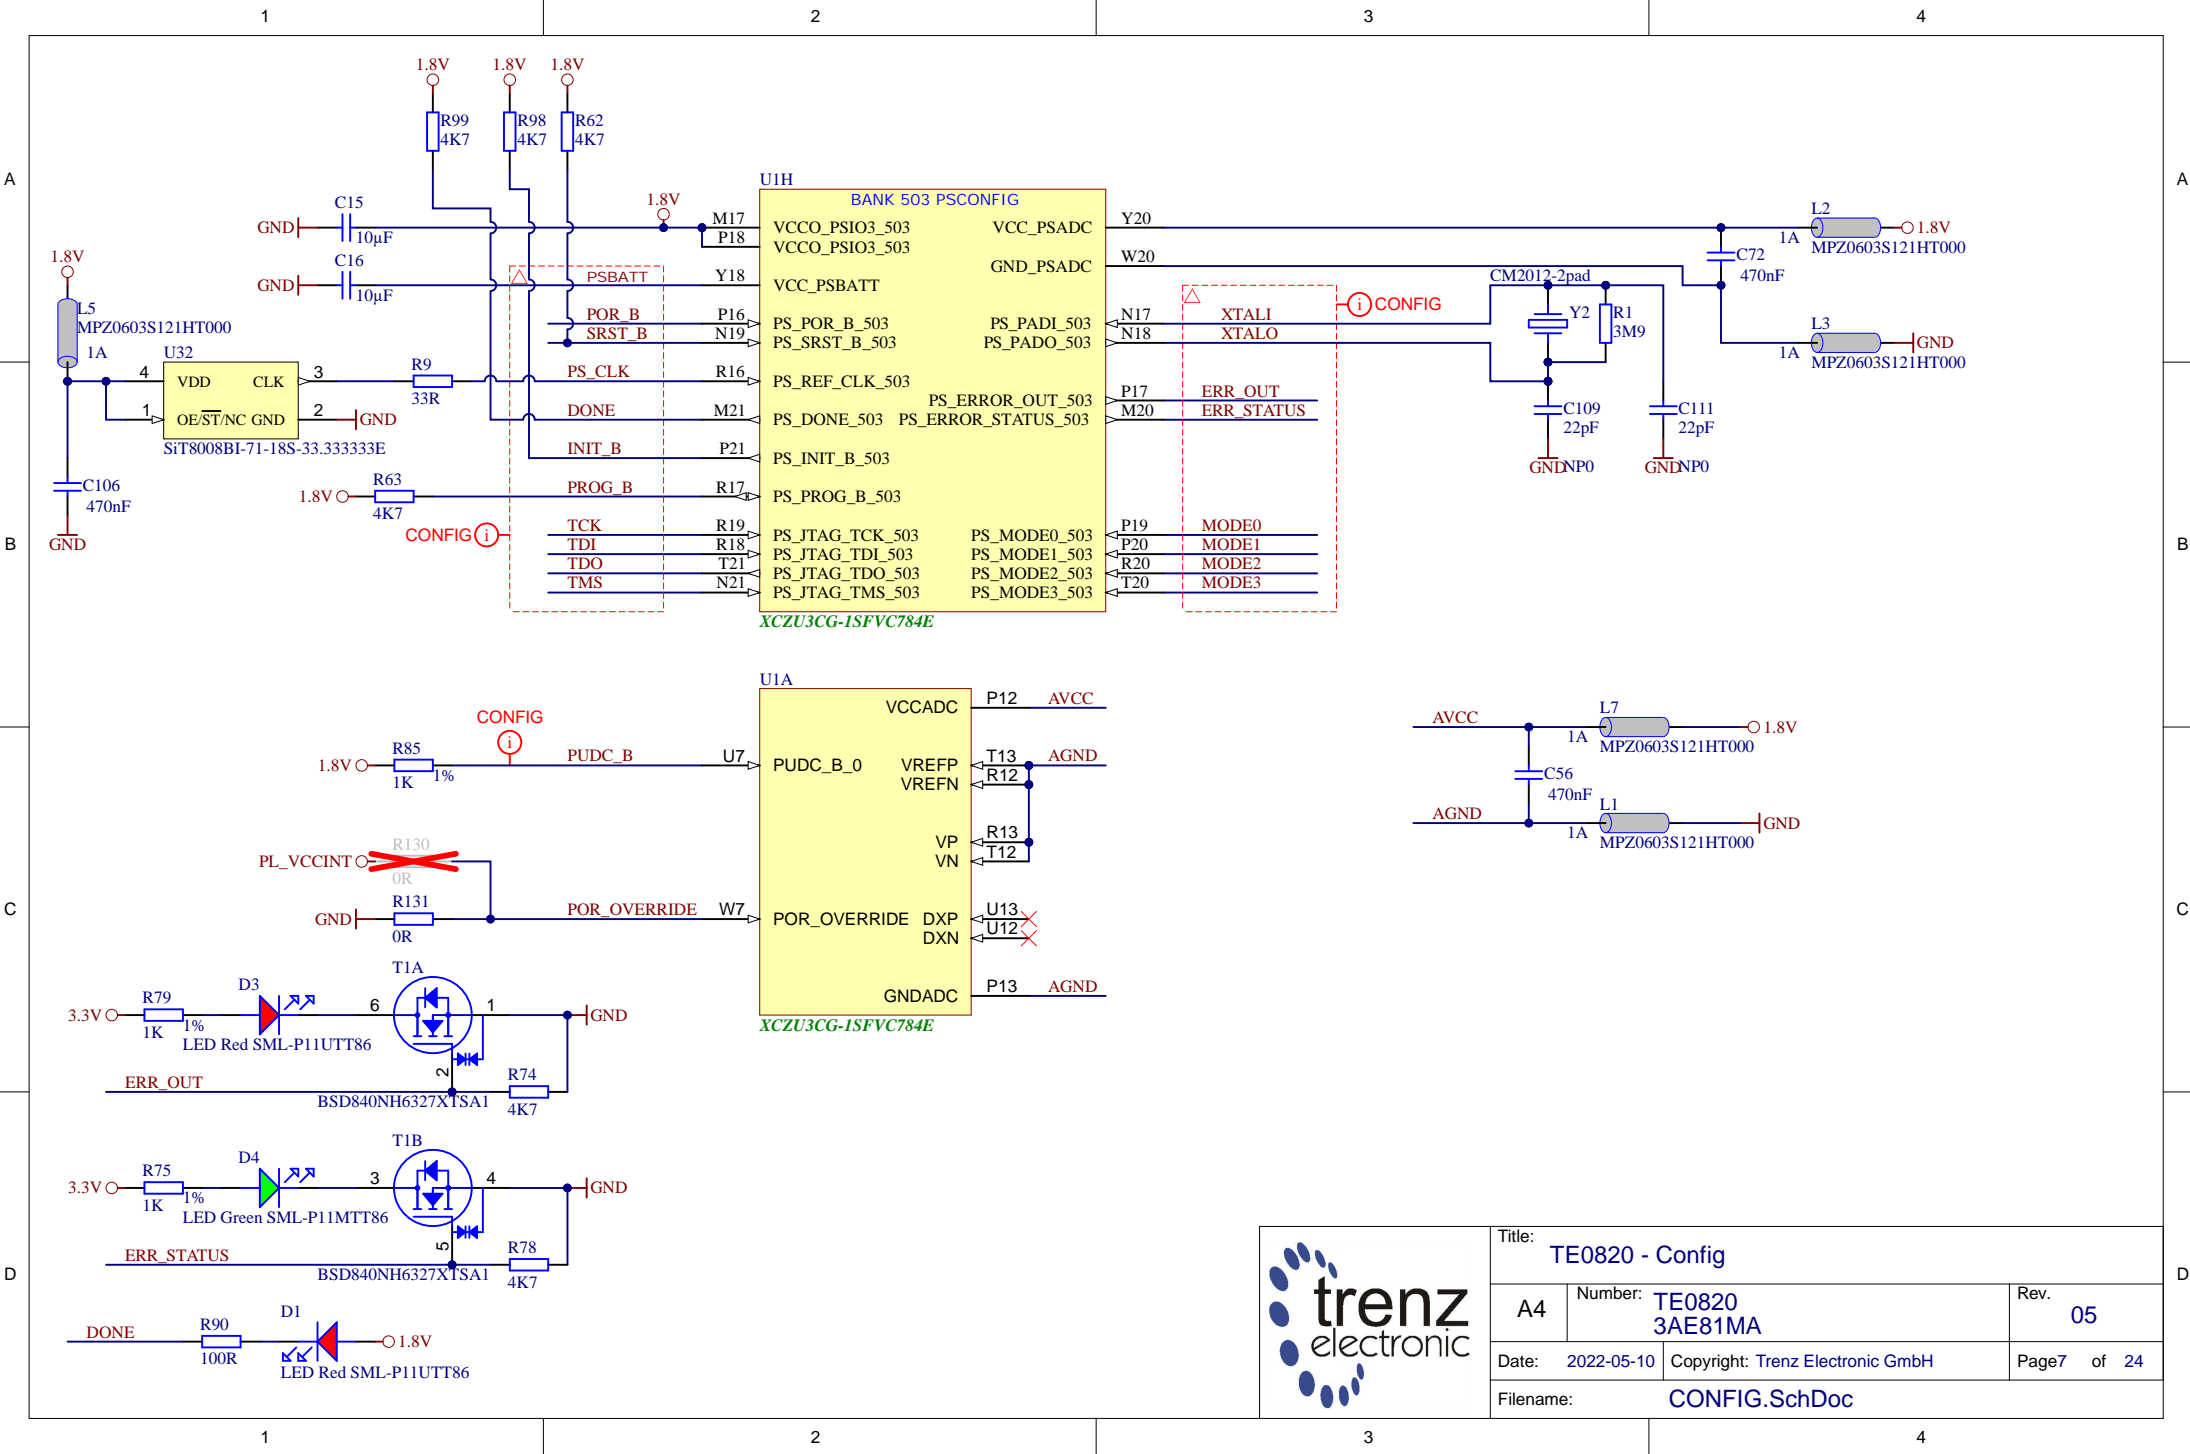 1 2 3 4
A A
B B
C C
D D
1 2 3 4
1.8V 1.8V 1.8V
R99 4K7
R98 4K7
R62 4K7
C15
GND
10µF
C16
GND
10µF
1.8V
1.8V
L5
MPZ0603S121HT000
1A
U32
4 VDD CLK 3
1 OE/ST/NC GND 2 GND
SiT8008BI-71-18S-33.333333E
C106
470nF
GND
R9
33R
1.8V R63
4K7
CONFIG i
PSBATT
POR_B
SRST_B
PS_CLK
DONE
INIT_B
PROG_B
TCK
TDI
TDO
TMS
U1H
BANK 503 PSCONFIG
M17 VCCO_PSIO3_503
P18 VCCO_PSIO3_503
Y18 VCC_PSBATT
P16 PS_POR_B_503
N19 PS_SRST_B_503
R16 PS_REF_CLK_503
M21 PS_DONE_503
P21 PS_INIT_B_503
R17 PS_PROG_B_503
R19 PS_JTAG_TCK_503
R18 PS_JTAG_TDI_503
T21 PS_JTAG_TDO_503
N21 PS_JTAG_TMS_503
VCC_PSADC Y20
GND_PSADC W20
PS_PADI_503 N17 XTALI
PS_PADO_503 N18 XTALO
PS_ERROR_OUT_503 P17 ERR_OUT
PS_ERROR_STATUS_503 M20 ERR_STATUS
PS_MODE0_503 P19 MODE0
PS_MODE1_503 P20 MODE1
PS_MODE2_503 R20 MODE2
PS_MODE3_503 T20 MODE3
XCZU3CG-1SFVC784E
i CONFIG
CM2012-2pad
Y2
R1
3M9
C109
22pF
GND NP0
C111
22pF
GND NP0
L2
1A
MPZ0603S121HT000
1.8V
C72
470nF
L3
1A
MPZ0603S121HT000
GND
U1A
VCCADC P12 AVCC
U7 PUDC_B_0
VREFP T13 AGND
VREFN R12
VP R13
VN T12
W7 POR_OVERRIDE
DXP U13
DXN U12
GNDADC P13 AGND
XCZU3CG-1SFVC784E
CONFIG
i
1.8V R85 1K 1% PUDC_B
PL_VCCINT R130 0R
GND R131 0R POR_OVERRIDE
AVCC
L7
1A
MPZ0603S121HT000
1.8V
C56
470nF
AGND
L1
1A
MPZ0603S121HT000
GND
3.3V R79 1K 1%
D3
LED Red SML-P11UTT86
T1A
6 1 2
GND
ERR_OUT
BSD840NH6327XTSA1
R74
4K7
3.3V R75 1K 1%
D4
LED Green SML-P11MTT86
T1B
3 4 5
GND
ERR_STATUS
BSD840NH6327XTSA1
R78
4K7
DONE
R90
100R
D1
1.8V
LED Red SML-P11UTT86
trenz
electronic
Title:
TE0820 - Config
A4
Number: TE0820
3AE81MA
Rev.
05
Date: 2022-05-10
Copyright: Trenz Electronic GmbH
Page7 of 24
Filename: CONFIG.SchDoc